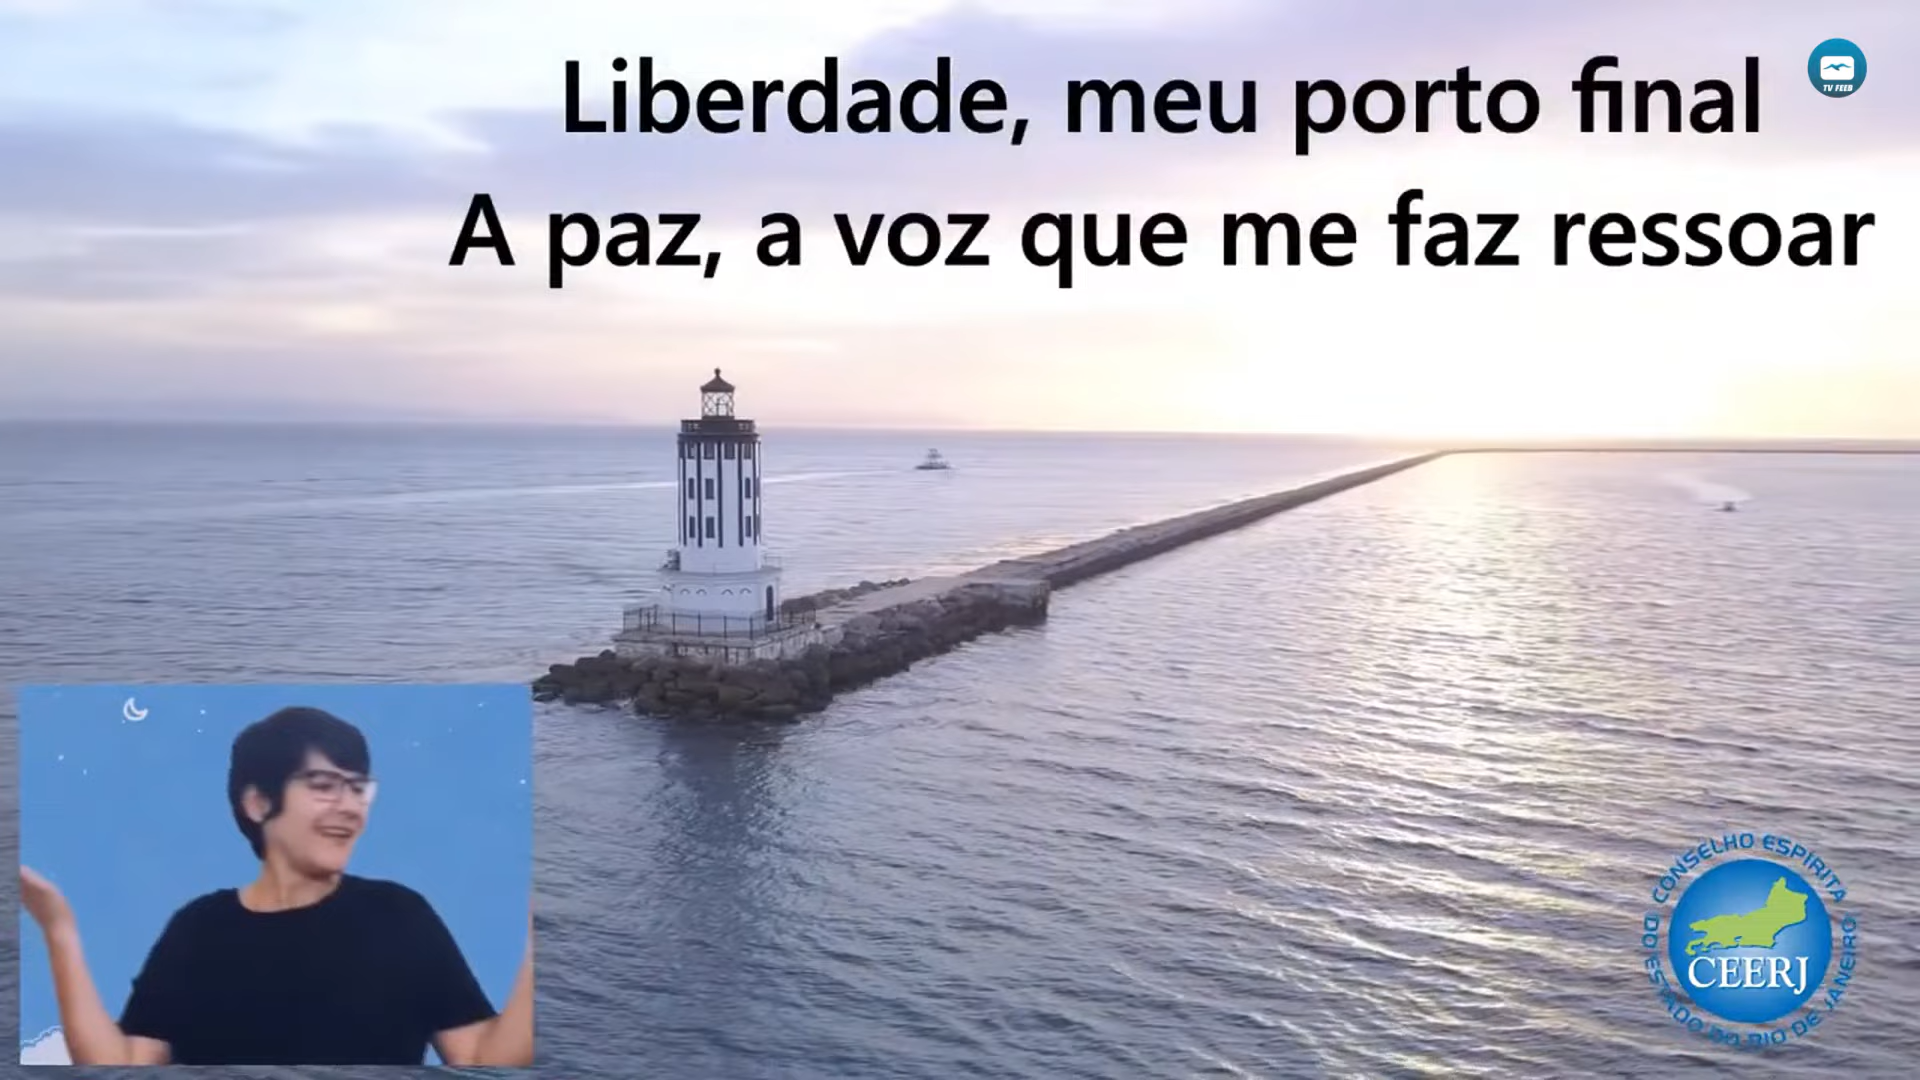 Liberdade, meu porto final
TV FEEB
A paz, a voz que me faz ressoar
CONSELHO ESPÍRITA
DO ESTADO DO RIO DE JANEIRO
CEERJ